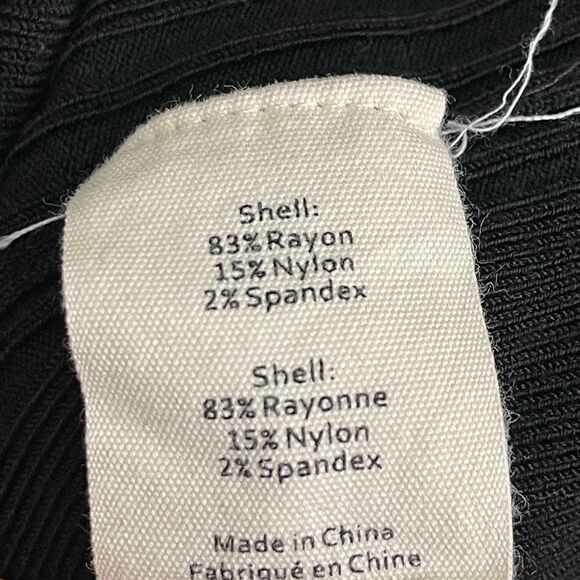 Shell:
83% Rayon
15% Nylon
2% Spandex
Shell:
83% Rayonne
15% Nylon
2% Spandex
Made in China
Fabriqué en Chine